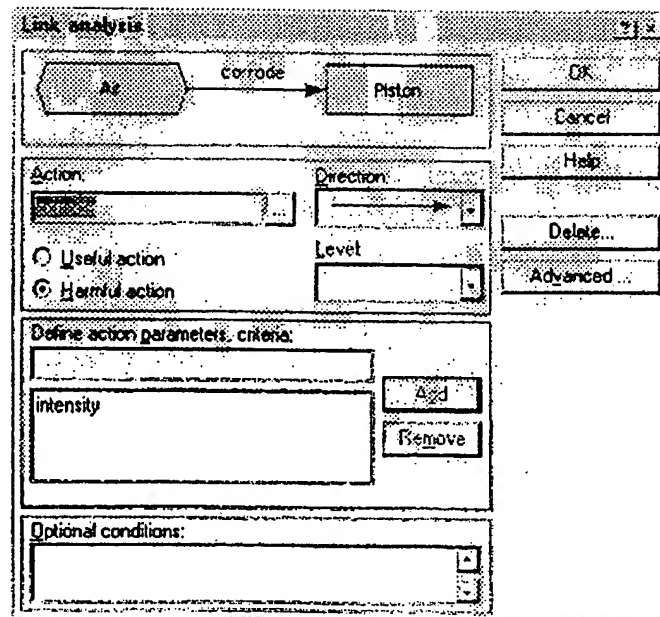 Link analysis
corrode
Air
Piston
OK
Cancel
Help
Delete...
Advanced...
Action:
Direction
...
Useful action
Harmful action
Level
Define action parameters, criteria:
Add
intensity
Remove
Optional conditions: